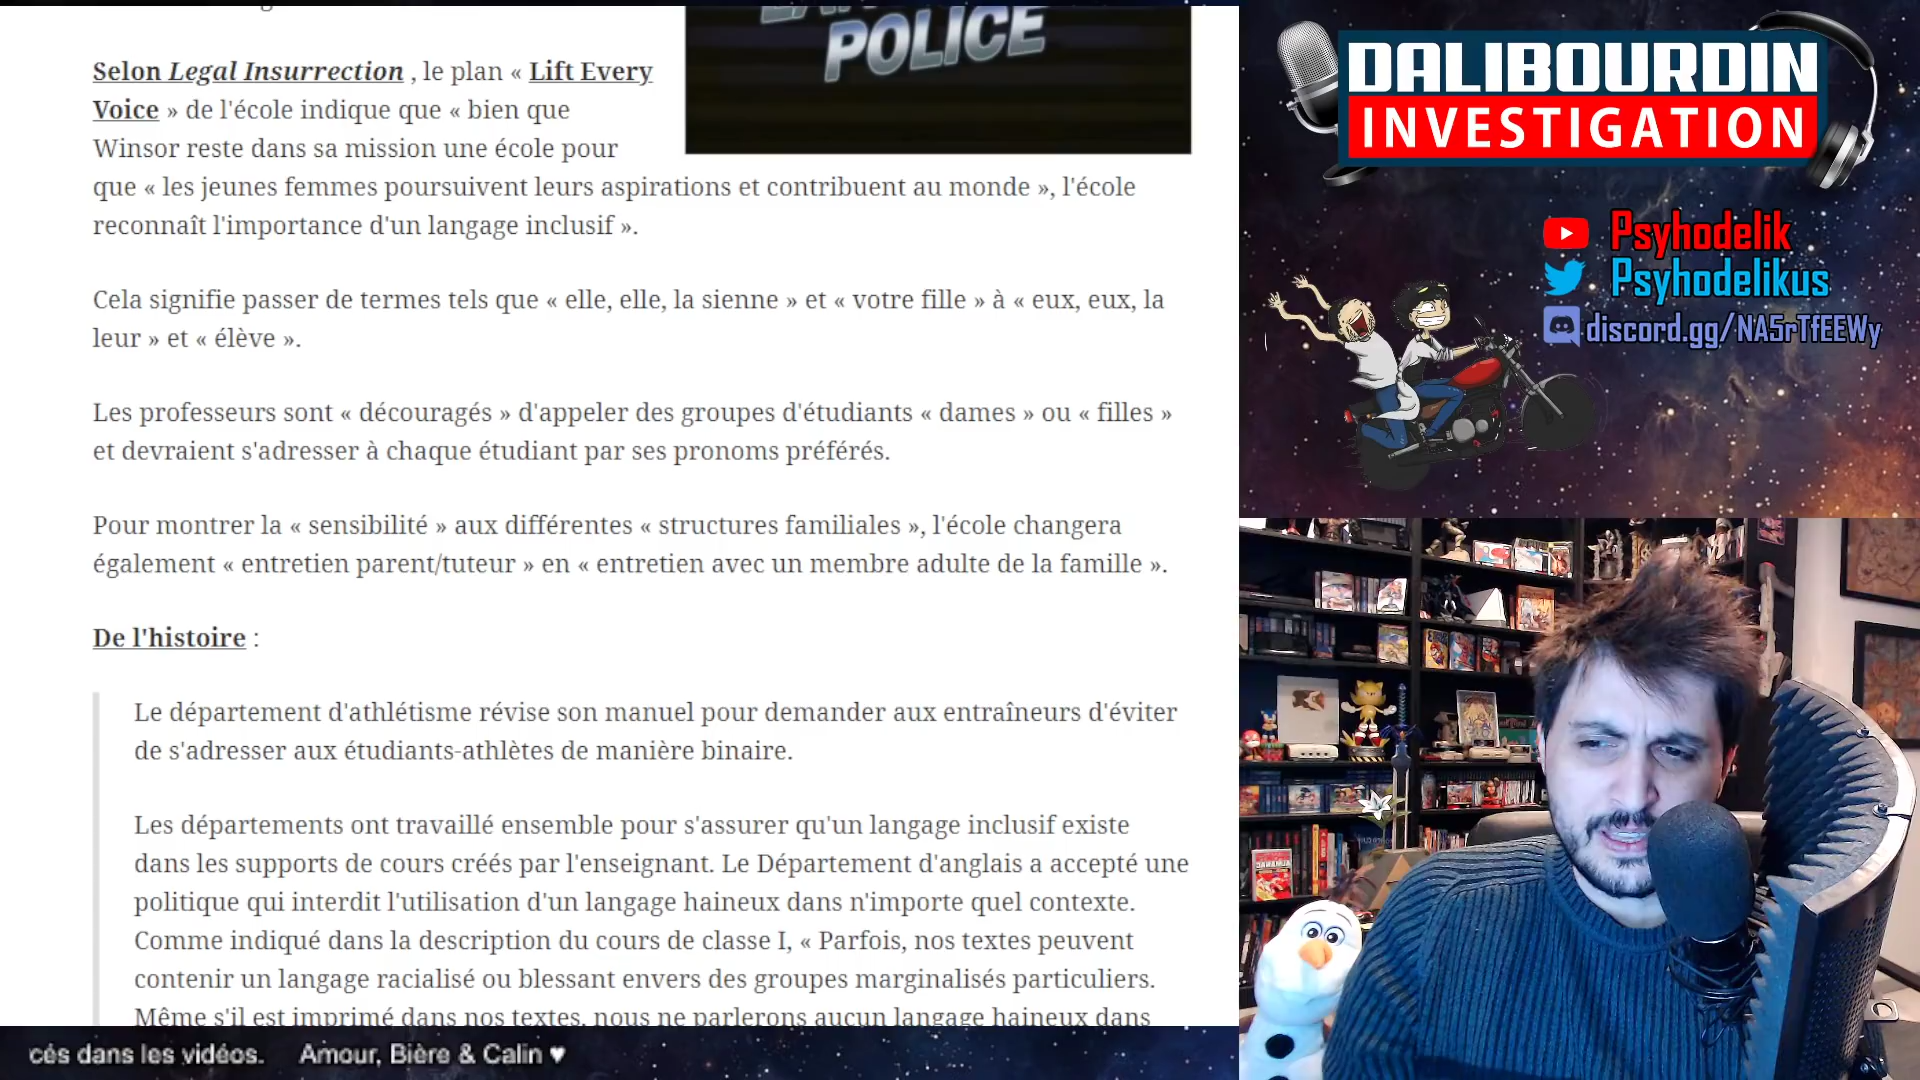 POLICE
Selon Legal Insurrection , le plan « Lift Every
Voice » de l'école indique que « bien que
Winsor reste dans sa mission une école pour
que « les jeunes femmes poursuivent leurs aspirations et contribuent au monde », l'école
reconnaît l'importance d'un langage inclusif ».
Cela signifie passer de termes tels que « elle, elle, la sienne » et « votre fille » à « eux, eux, la
leur » et « élève ».
Les professeurs sont « découragés » d'appeler des groupes d'étudiants « dames » ou « filles »
et devraient s'adresser à chaque étudiant par ses pronoms préférés.
Pour montrer la « sensibilité » aux différentes « structures familiales », l'école changera
également « entretien parent/tuteur » en « entretien avec un membre adulte de la famille ».
De l'histoire :
Le département d'athlétisme révise son manuel pour demander aux entraîneurs d'éviter
de s'adresser aux étudiants-athlètes de manière binaire.
Les départements ont travaillé ensemble pour s'assurer qu'un langage inclusif existe
dans les supports de cours créés par l'enseignant. Le Département d'anglais a accepté une
politique qui interdit l'utilisation d'un langage haineux dans n'importe quel contexte.
Comme indiqué dans la description du cours de classe I, « Parfois, nos textes peuvent
contenir un langage racialisé ou blessant envers des groupes marginalisés particuliers.
Même s'il est imprimé dans nos textes, nous ne parlerons aucun langage haineux dans
cés dans les vidéos. Amour, Bière & Calin ♥
DALIBOURDIN
INVESTIGATION
Psyhodelik
Psyhodelikus
discord.gg/NA5rTfEEWy